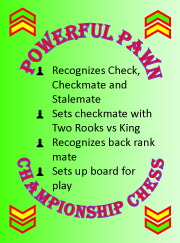 POWERFUL PAWN
Recognizes Check,
Checkmate and
Stalemate
Sets checkmate with
Two Rooks vs King
Recognizes back rank
mate
Sets up board for
play
CHAMPIONSHIP CHESS